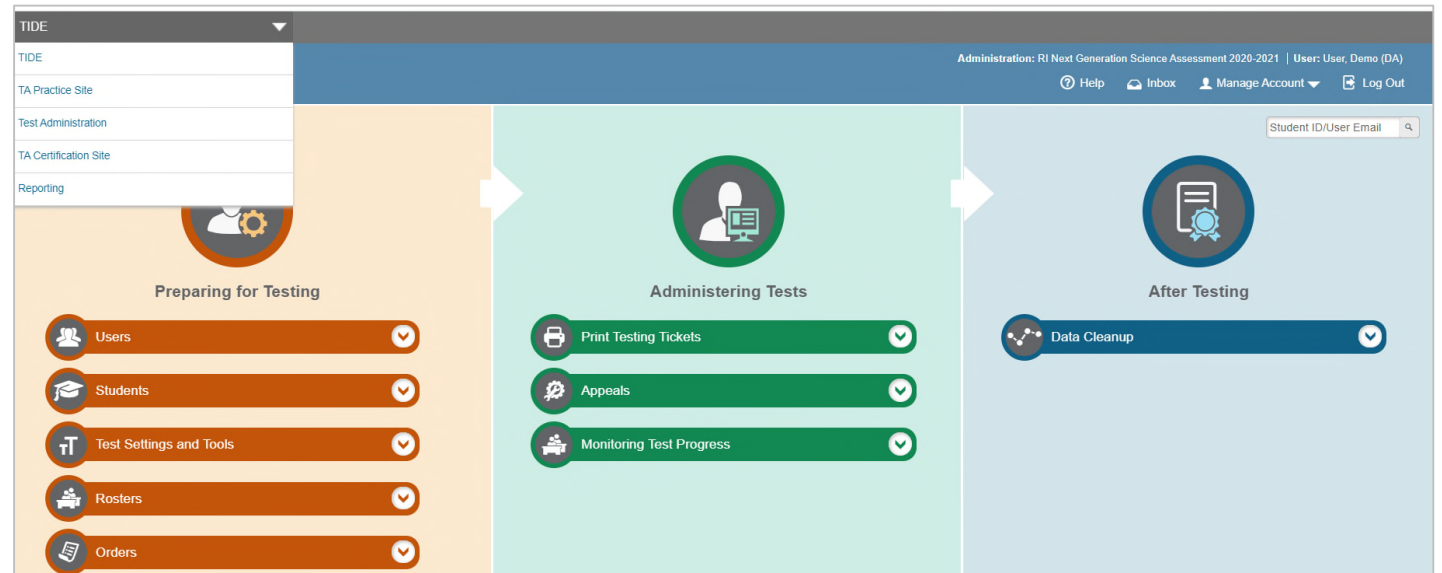 TIDE
TIDE
TA Practice Site
Test Administration
TA Certification Site
Reporting
Administration: RI Next Generation Science Assessment 2020-2021 | User: User, Demo (DA)
Help Inbox Manage Account Log Out
Student ID/User Email
Preparing for Testing
Users
Students
Test Settings and Tools
Rosters
Orders
Administering Tests
Print Testing Tickets
Appeals
Monitoring Test Progress
After Testing
Data Cleanup